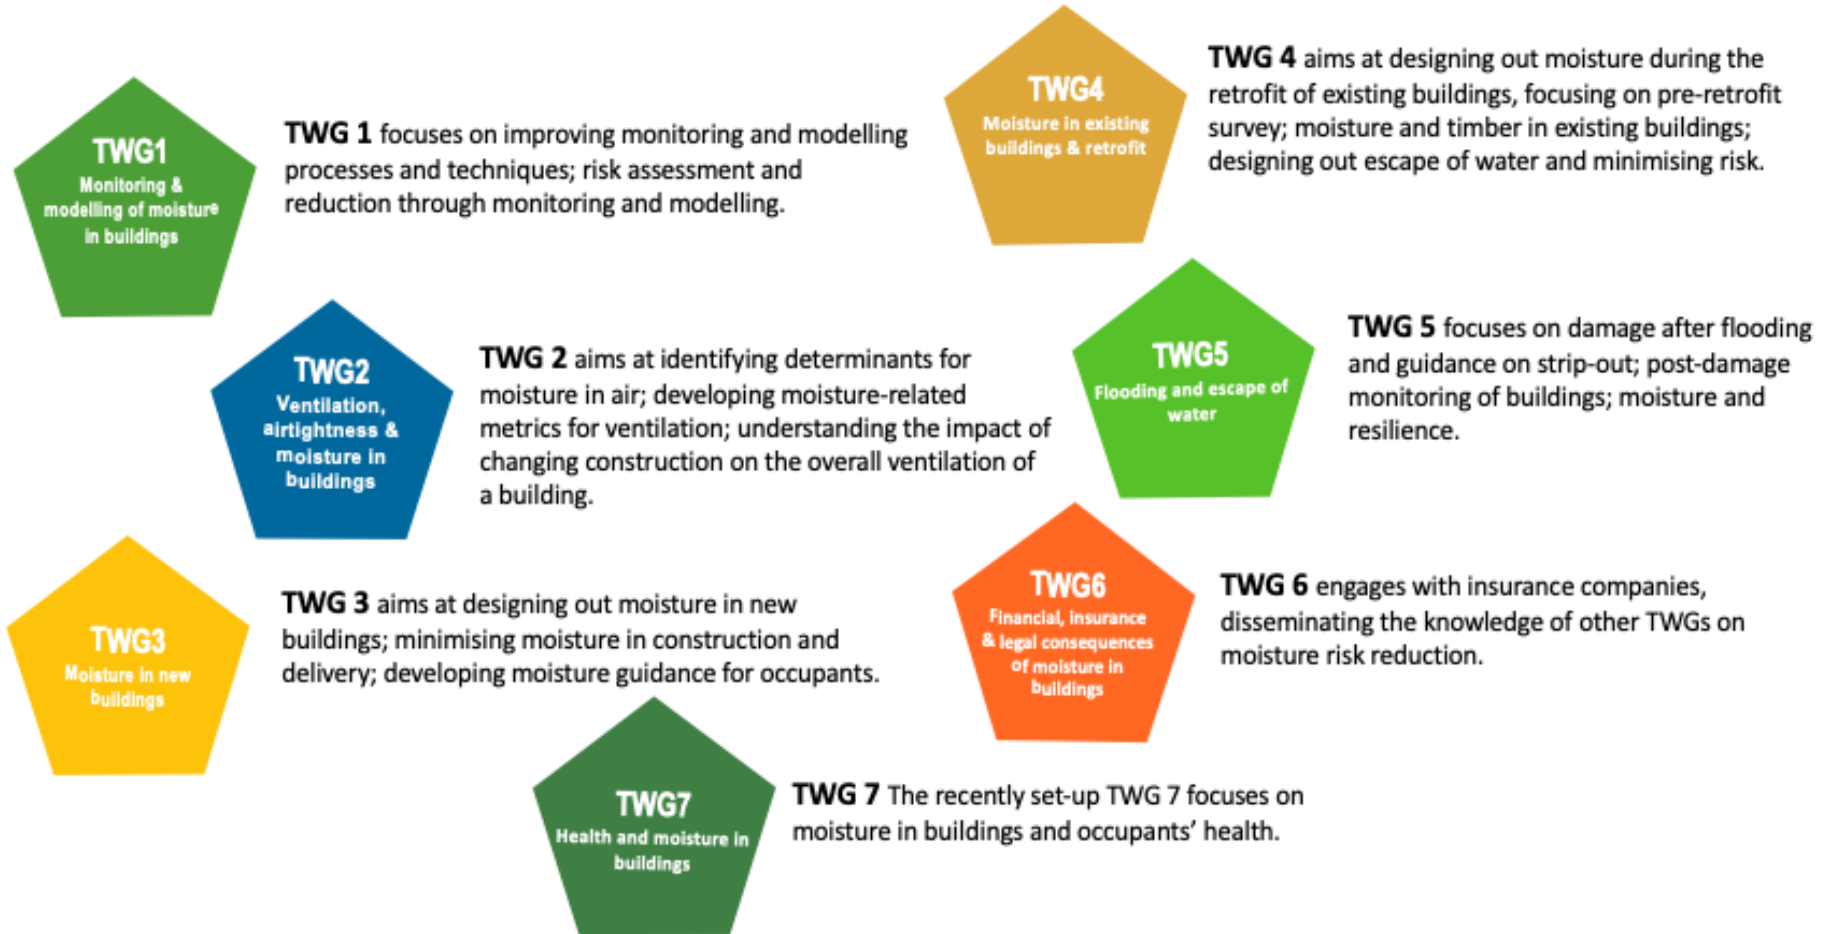 TWG1
Monitoring &
modelling of moisture
in buildings
TWG 1 focuses on improving monitoring and modelling
processes and techniques; risk assessment and
reduction through monitoring and modelling.
TWG2
Ventilation,
airtightness &
moisture in
buildings
TWG 2 aims at identifying determinants for
moisture in air; developing moisture-related
metrics for ventilation; understanding the impact of
changing construction on the overall ventilation of
a building.
TWG3
Moisture in new
buildings
TWG 3 aims at designing out moisture in new
buildings; minimising moisture in construction and
delivery; developing moisture guidance for occupants.
TWG4
Moisture in existing
buildings & retrofit
TWG 4 aims at designing out moisture during the
retrofit of existing buildings, focusing on pre-retrofit
survey; moisture and timber in existing buildings;
designing out escape of water and minimising risk.
TWG5
Flooding and escape of
water
TWG 5 focuses on damage after flooding
and guidance on strip-out; post-damage
monitoring of buildings; moisture and
resilience.
TWG6
Financial, insurance
& legal consequences
of moisture in
buildings
TWG 6 engages with insurance companies,
disseminating the knowledge of other TWGs on
moisture risk reduction.
TWG7
Health and moisture in
buildings
TWG 7 The recently set-up TWG 7 focuses on
moisture in buildings and occupants’ health.